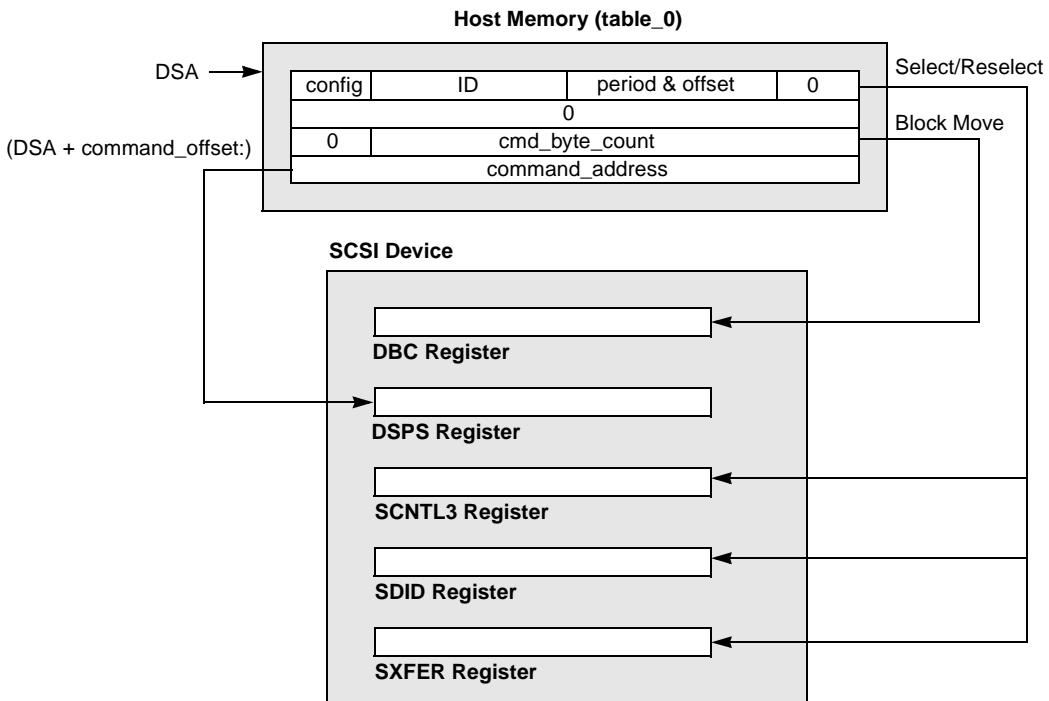 Host Memory (table_0)
DSA
config ID period & offset 0
Select/Reselect
0
Block Move
(DSA + command_offset:)
0 cmd_byte_count
command_address
SCSI Device
DBC Register
DSPS Register
SCNTL3 Register
SDID Register
SXFER Register